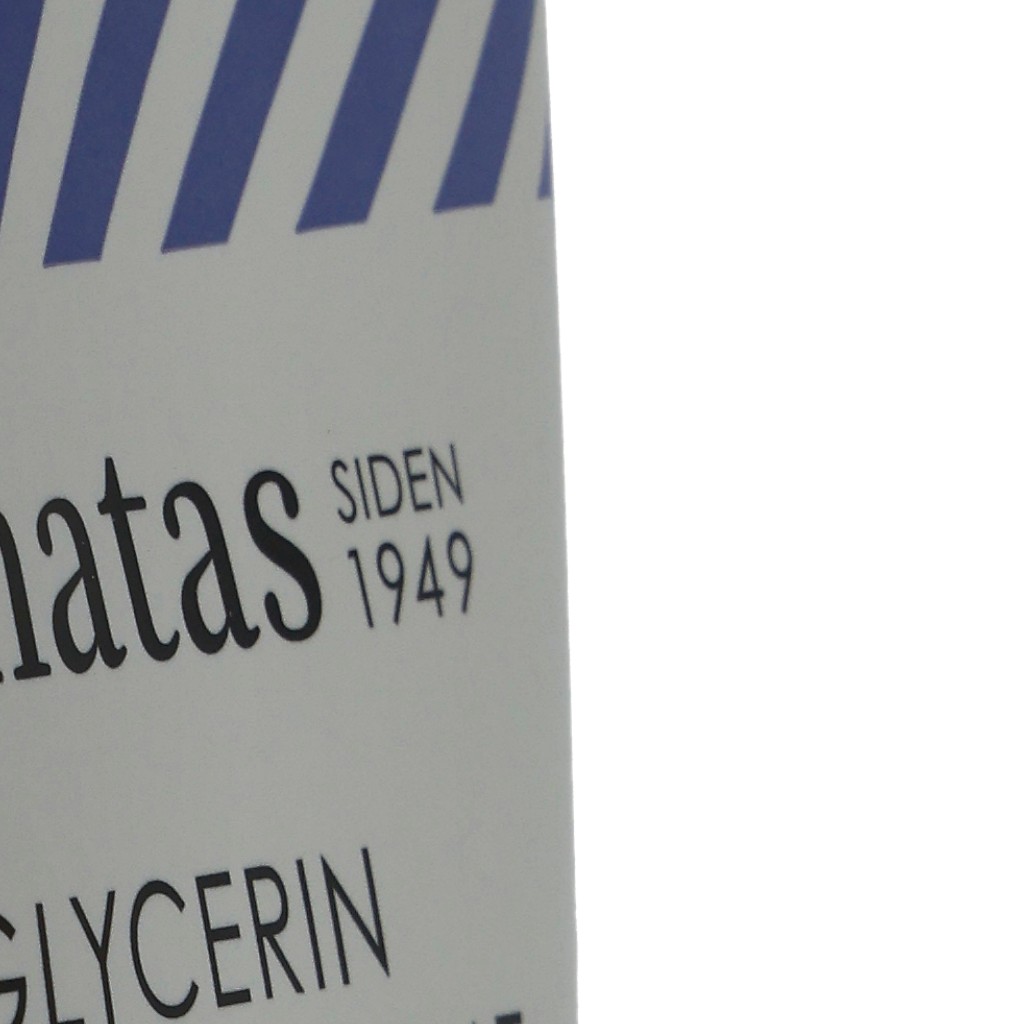 natas
SIDEN
1949
GLYCERIN